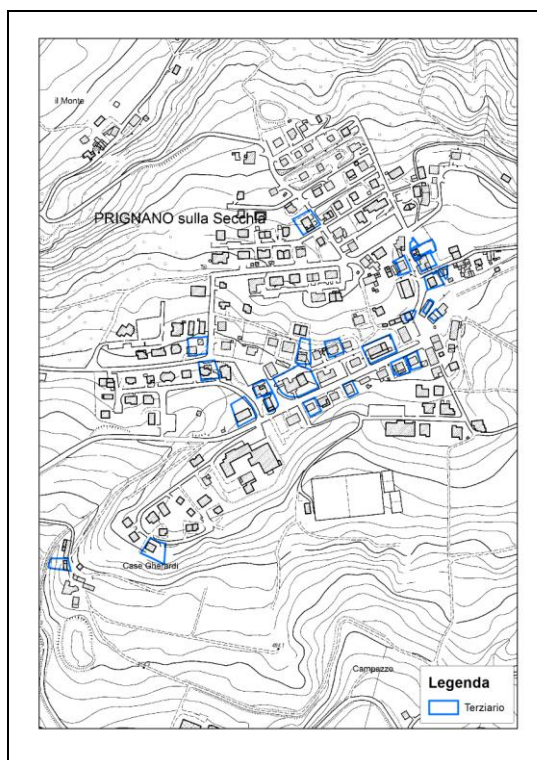 il Monte
PRIGNANO sulla Secchia
Case Gherardi
Campazzo
Legenda
Terziario